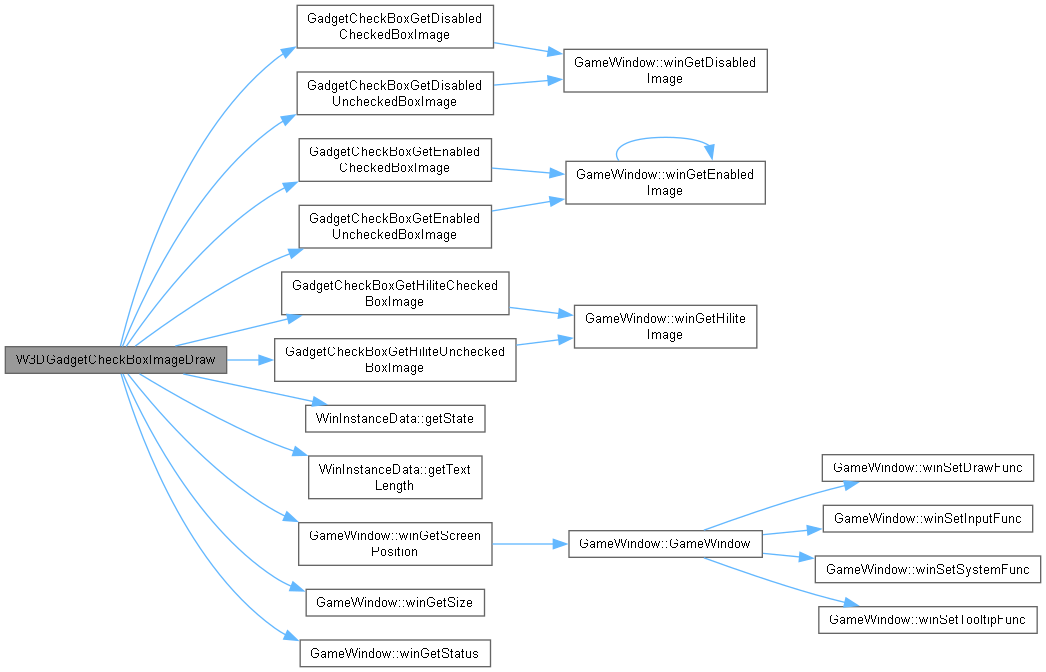 GadgetCheckBoxGetDisabled
CheckedBoxImage
GameWindow::winGetDisabled
Image
GadgetCheckBoxGetDisabled
UncheckedBoxImage
GadgetCheckBoxGetEnabled
CheckedBoxImage
GameWindow::winGetEnabled
Image
GadgetCheckBoxGetEnabled
UncheckedBoxImage
GadgetCheckBoxGetHiliteChecked
BoxImage
GameWindow::winGetHilite
Image
W3DGadgetCheckBoxImageDraw
GadgetCheckBoxGetHiliteUnchecked
BoxImage
WinInstanceData::getState
WinInstanceData::getText
Length
GameWindow::winSetDrawFunc
GameWindow::winSetInputFunc
GameWindow::winGetScreen
Position
GameWindow::GameWindow
GameWindow::winSetSystemFunc
GameWindow::winGetSize
GameWindow::winSetTooltipFunc
GameWindow::winGetStatus